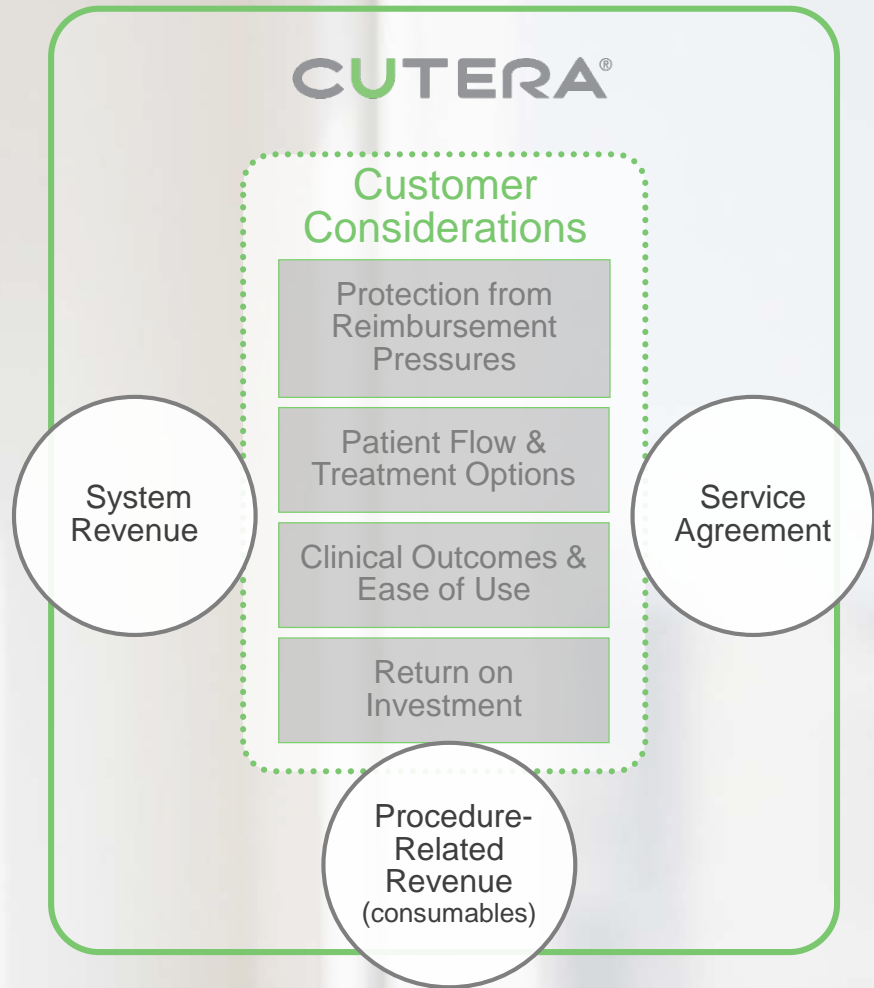 CUTERA®
Customer
Considerations
Protection from
Reimbursement
Pressures
Patient Flow &
Treatment Options
Clinical Outcomes &
Ease of Use
Return on
Investment
System
Revenue
Service
Agreement
Procedure-
Related
Revenue
(consumables)